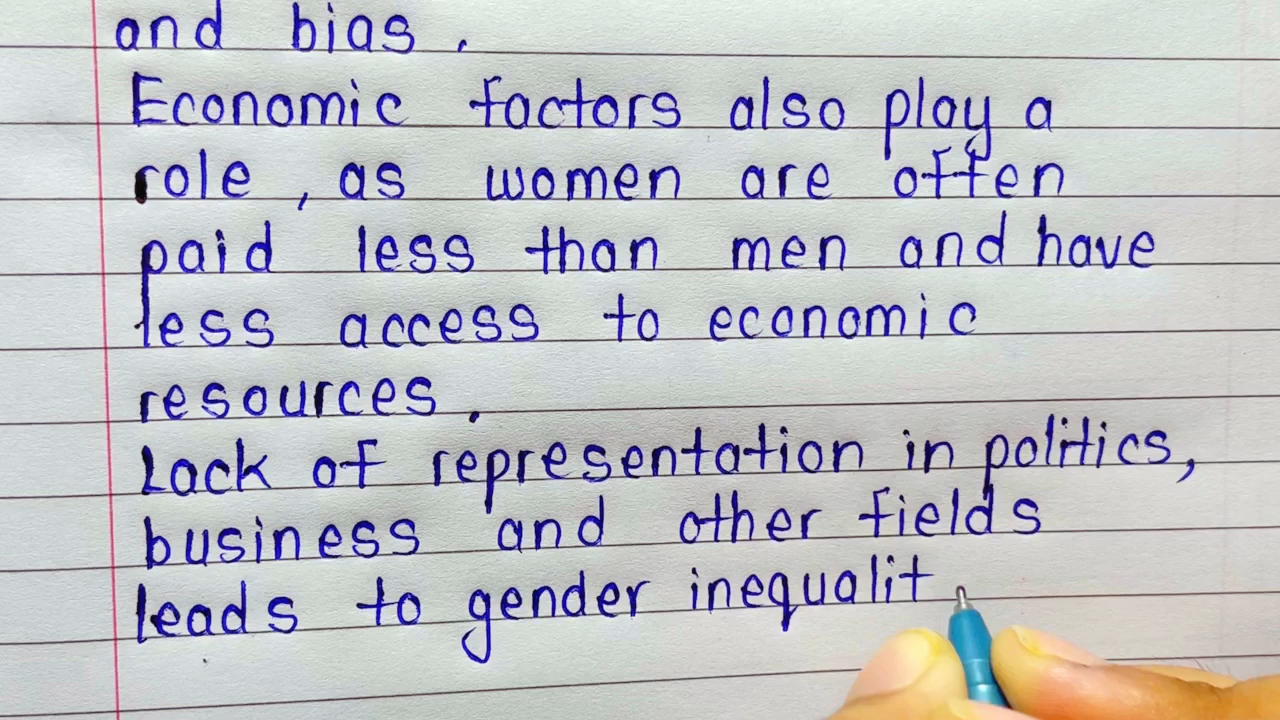 and bias.
Economic factors also play a
role, as women are often
paid less than men and have
less access to economic
resources.
Lack of representation in politics,
business and other fields
leads to gender inequalit